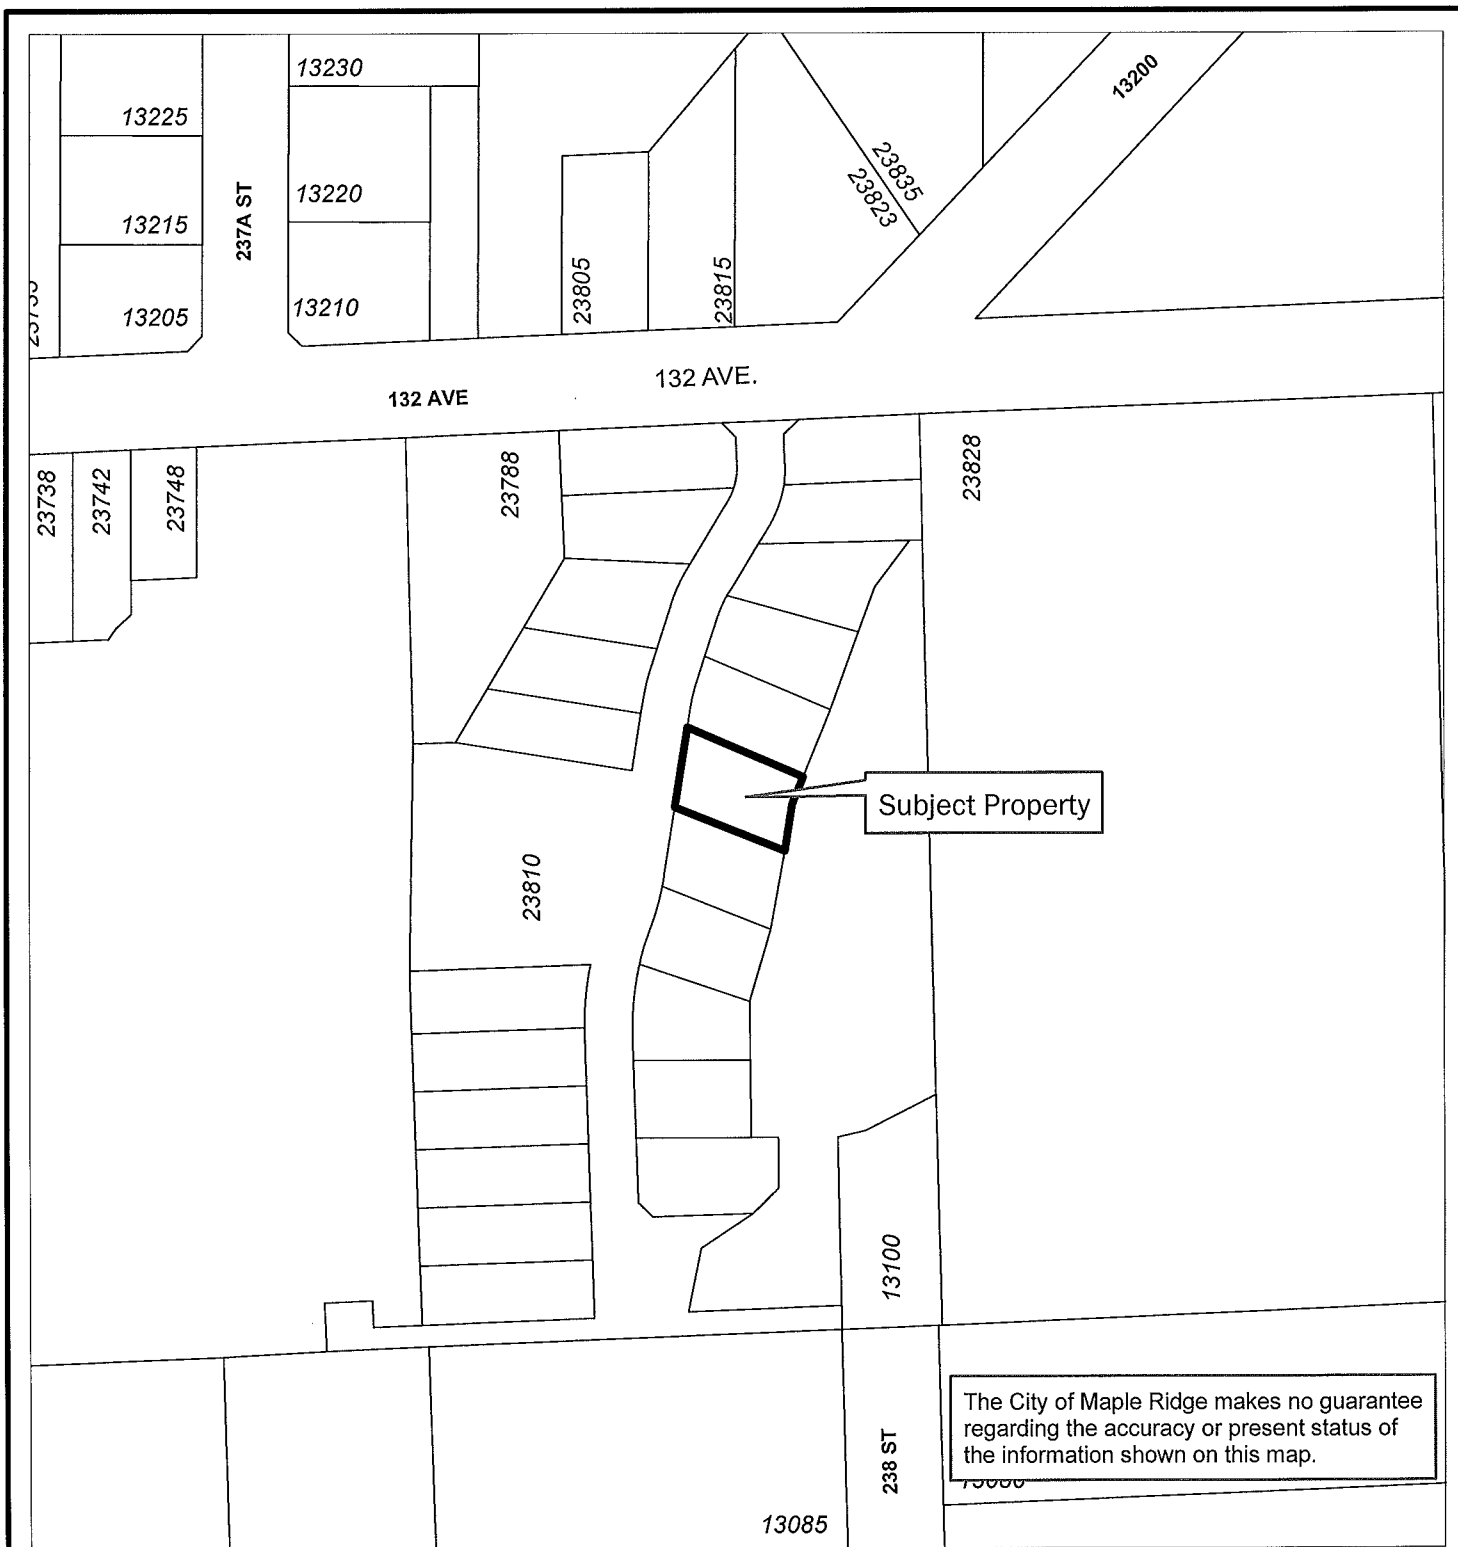 13230
13200
13225
23835
23823
13220
237A ST
13215
23805
23815
13210
13205
132 AVE.
132 AVE
23738
23742
23748
23788
23828
Subject Property
23810
13100
The City of Maple Ridge makes no guarantee
regarding the accuracy or present status of
the information shown on this map.
238 ST
13085